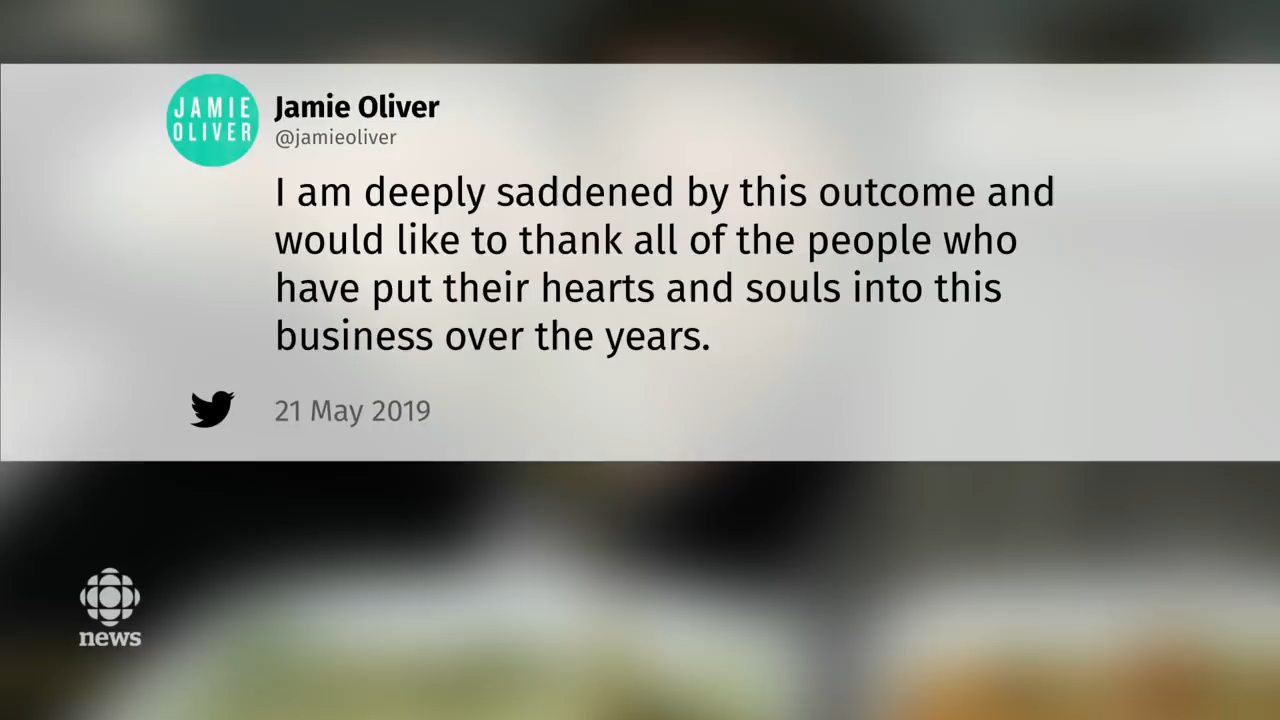 JAMIE
OLIVER
Jamie Oliver
@jamieoliver
I am deeply saddened by this outcome and
would like to thank all of the people who
have put their hearts and souls into this
business over the years.
21 May 2019
news